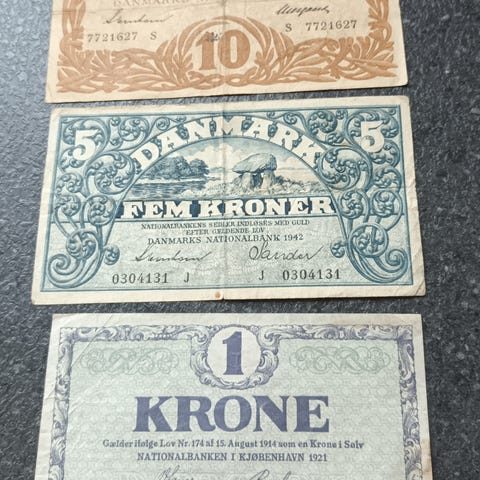 DANMARKS
7721627 S
S 7721627
10
DANMARK
5
5
FEM KRONER
NATIONALBANKENS SEDLER INDLØSES MED GULD
EFTER GÆLDENDE LOV
DANMARKS NATIONALBANK 1942
0304131 J
J 0304131
1
KRONE
Gælder ifølge Lov Nr. 174 af 15. August 1914 som en Krone i Sølv
NATIONALBANKEN I KJØBENHAVN 1921